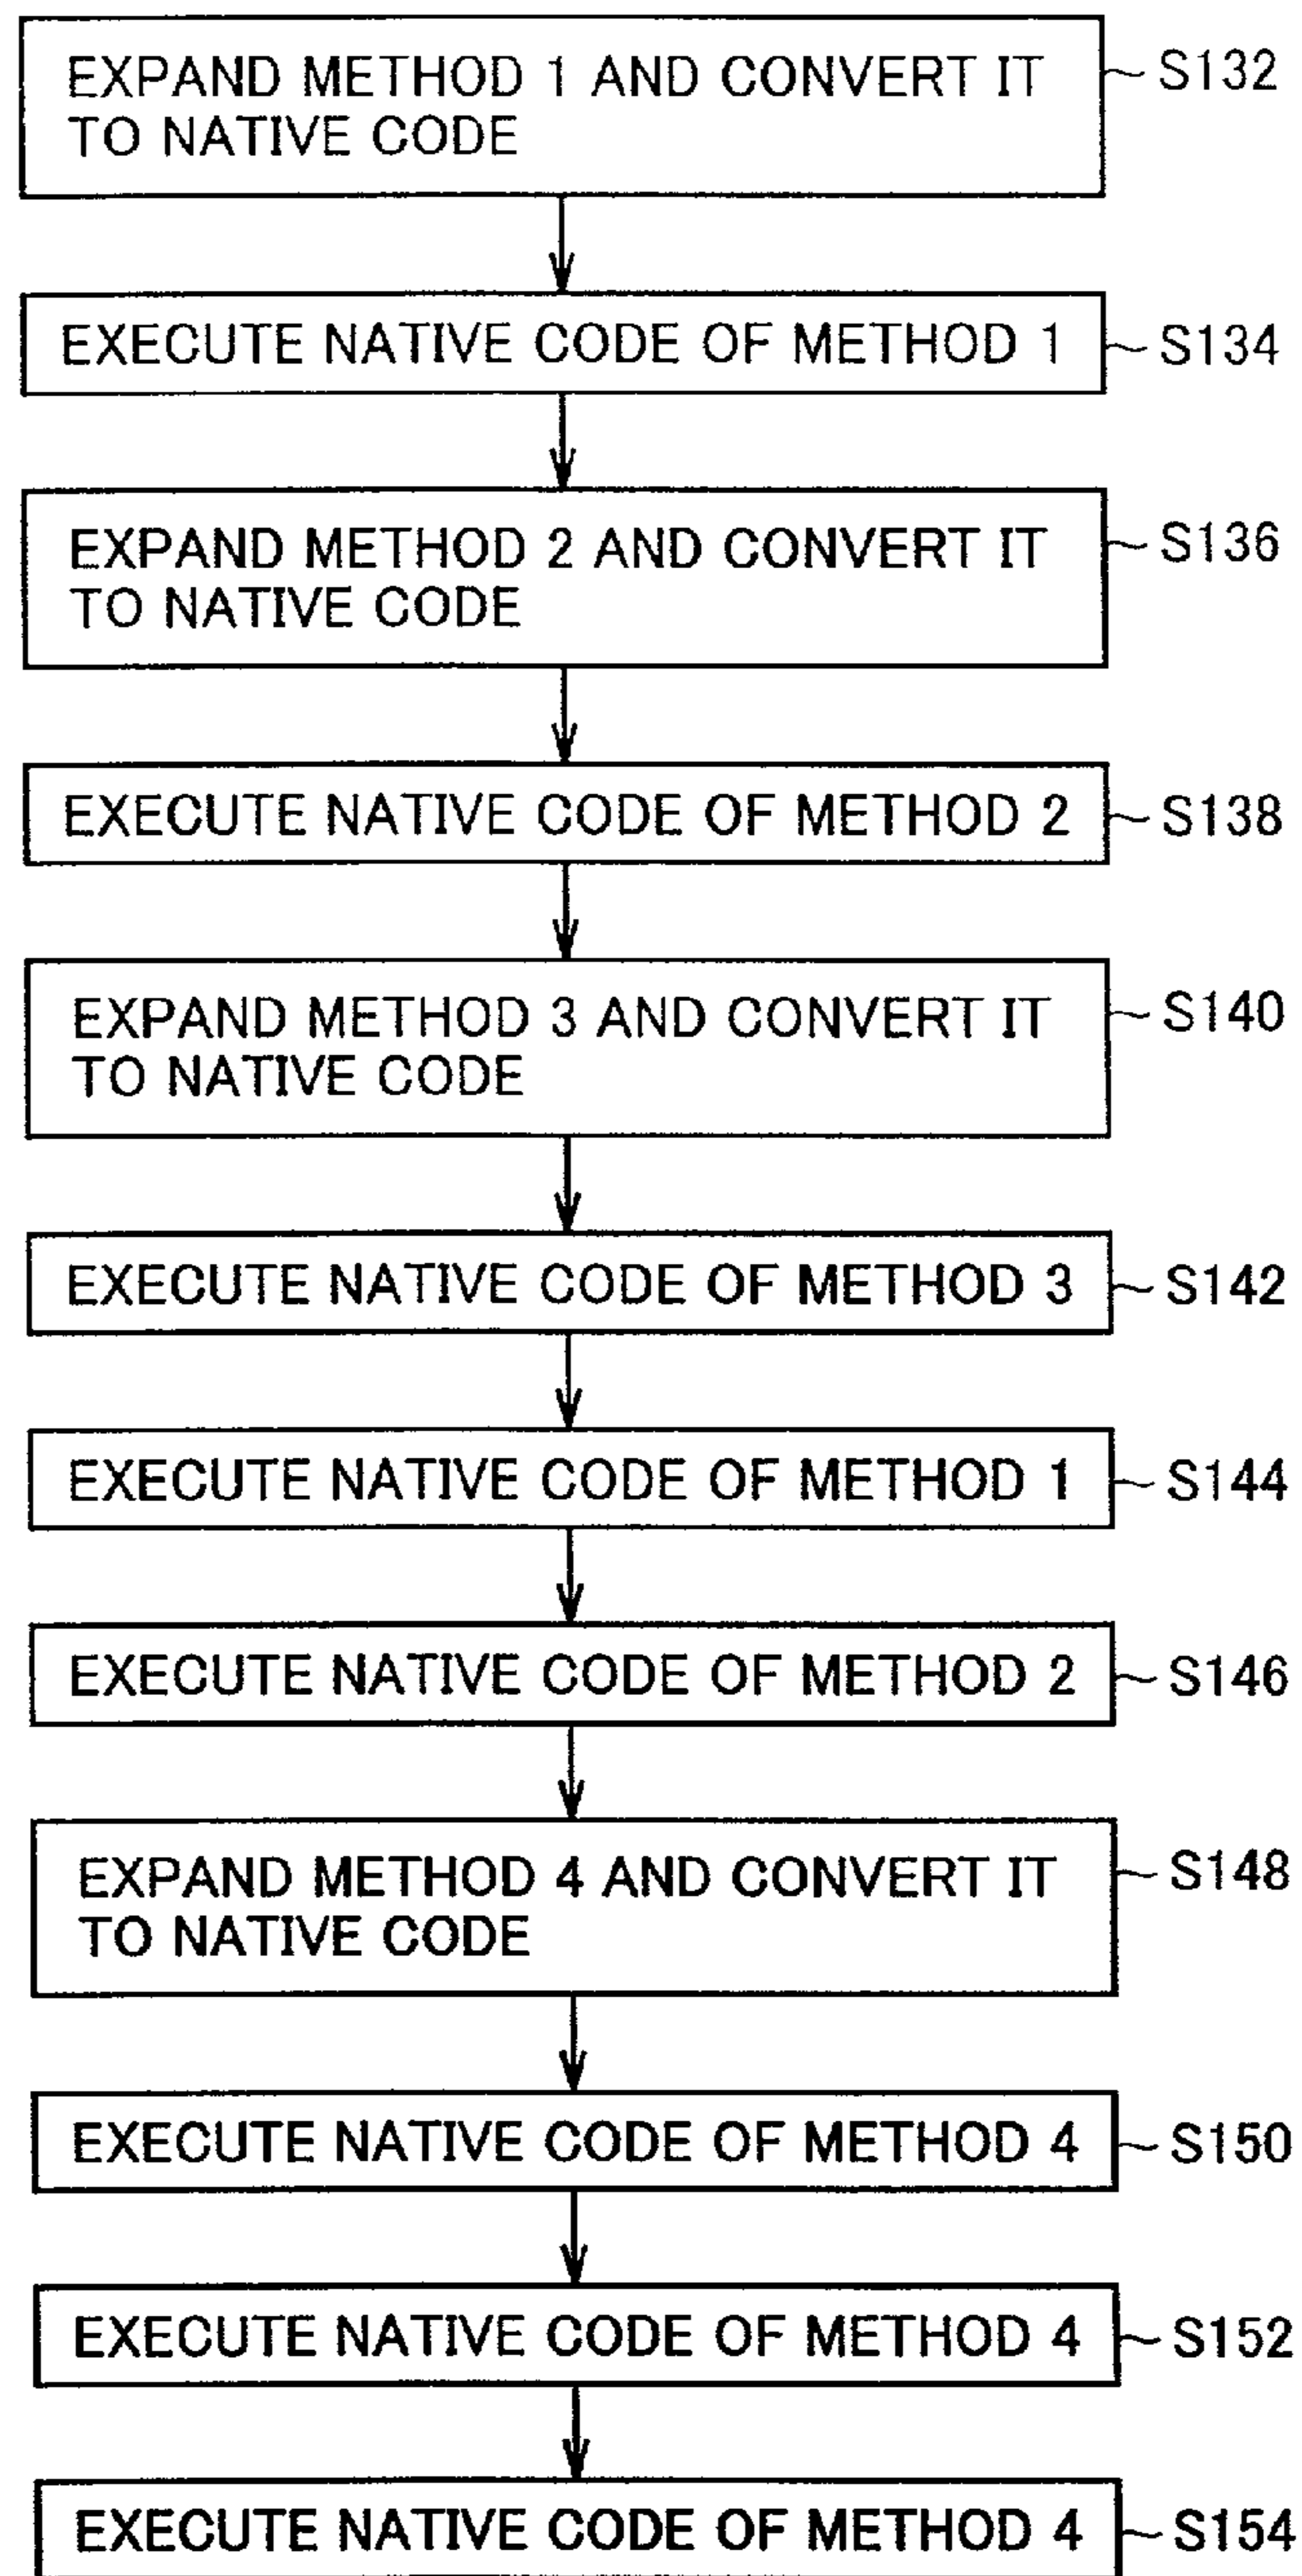 EXPAND METHOD 1 AND CONVERT IT
TO NATIVE CODE
S132
EXECUTE NATIVE CODE OF METHOD 1
S134
EXPAND METHOD 2 AND CONVERT IT
TO NATIVE CODE
S136
EXECUTE NATIVE CODE OF METHOD 2
S138
EXPAND METHOD 3 AND CONVERT IT
TO NATIVE CODE
S140
EXECUTE NATIVE CODE OF METHOD 3
S142
EXECUTE NATIVE CODE OF METHOD 1
S144
EXECUTE NATIVE CODE OF METHOD 2
S146
EXPAND METHOD 4 AND CONVERT IT
TO NATIVE CODE
S148
EXECUTE NATIVE CODE OF METHOD 4
S150
EXECUTE NATIVE CODE OF METHOD 4
S152
EXECUTE NATIVE CODE OF METHOD 4
S154